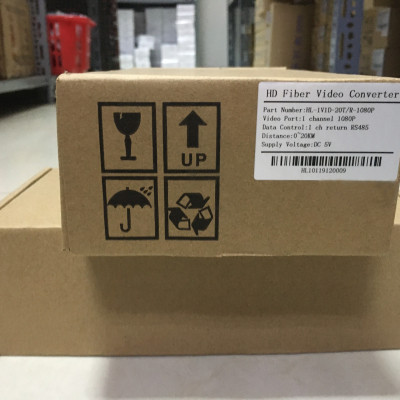 HD Fiber Video Converter
Part Number:HL-1V1D-20T/R-1080P
Video Port:1 channel 1080P
Data Control:1 ch return RS485
Distance:0~20KM
Supply Voltage:DC 5V
HL10119120009
UP